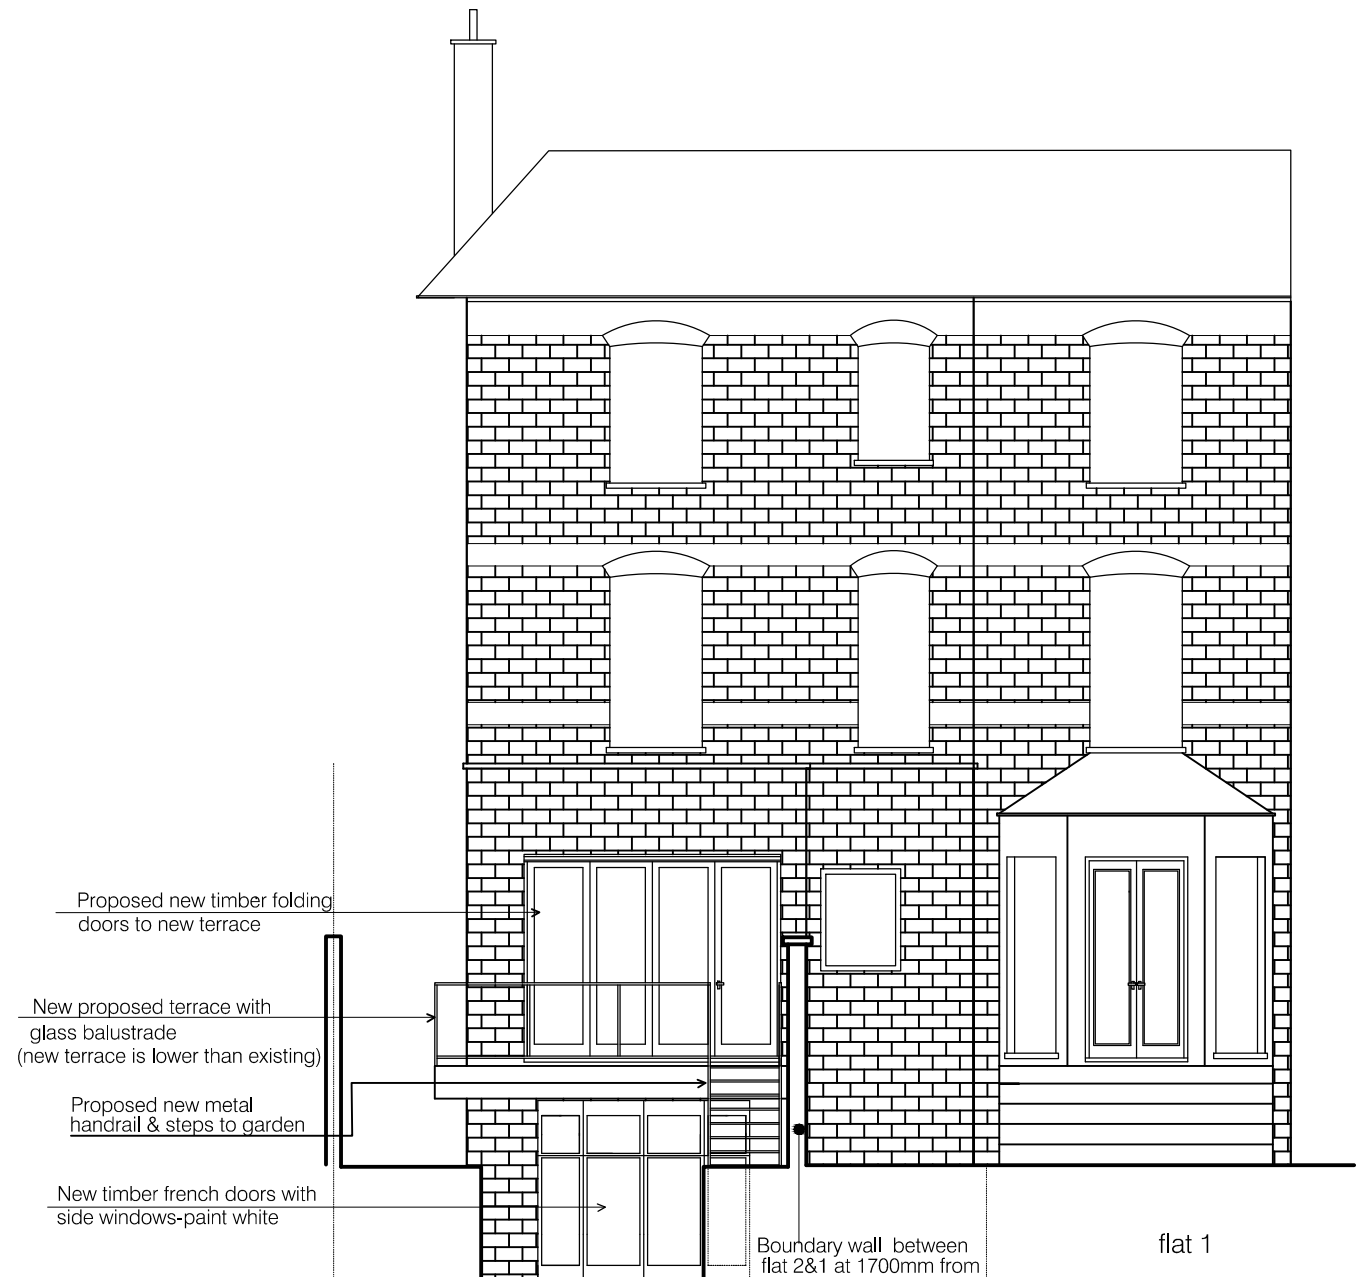 Proposed new timber folding
doors to new terrace
New proposed terrace with
glass balustrade
(new terrace is lower than existing)
Proposed new metal
handrail & steps to garden
New timber french doors with
side windows-paint white
Boundary wall between
flat 2&1 at 1700mm from
flat 1